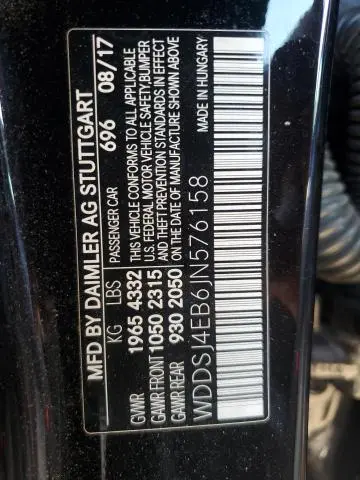 MFD BY DAIMLER AG STUTTGART
696 08/17
PASSENGER CAR
KG LBS
GVWR 1965 4332
GAWR FRONT 1050 2315
GAWR REAR 930 2050
THIS VEHICLE CONFORMS TO ALL APPLICABLE
U.S. FEDERAL MOTOR VEHICLE SAFETY, BUMPER
AND THEFT PREVENTION STANDARDS IN EFFECT
ON THE DATE OF MANUFACTURE SHOWN ABOVE
MADE IN HUNGARY
WDDSJ4EB6JN576158